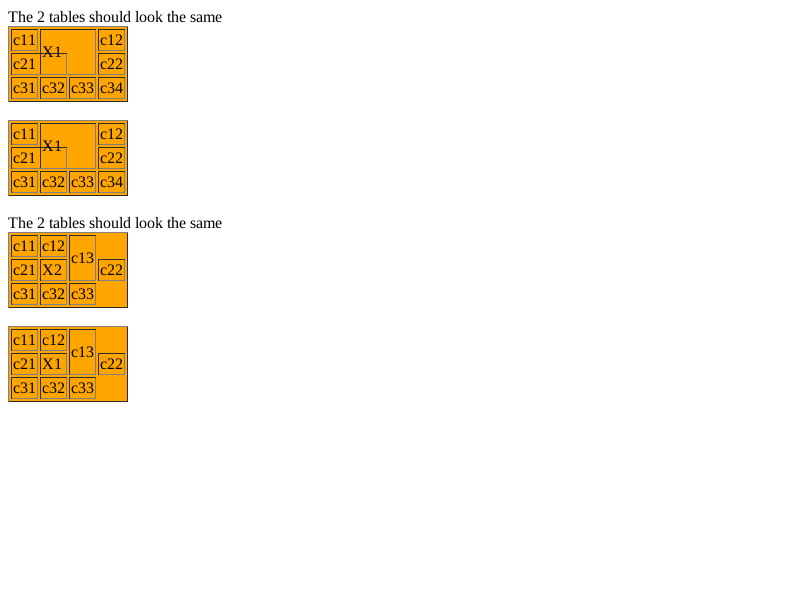 The 2 tables should look the same
c11 X1 c12
c21 c22
c31 c32 c33 c34
c11 X1 c12
c21 c22
c31 c32 c33 c34
The 2 tables should look the same
c11 c12 c13
c21 X2 c22
c31 c32 c33
c11 c12 c13
c21 X1 c22
c31 c32 c33